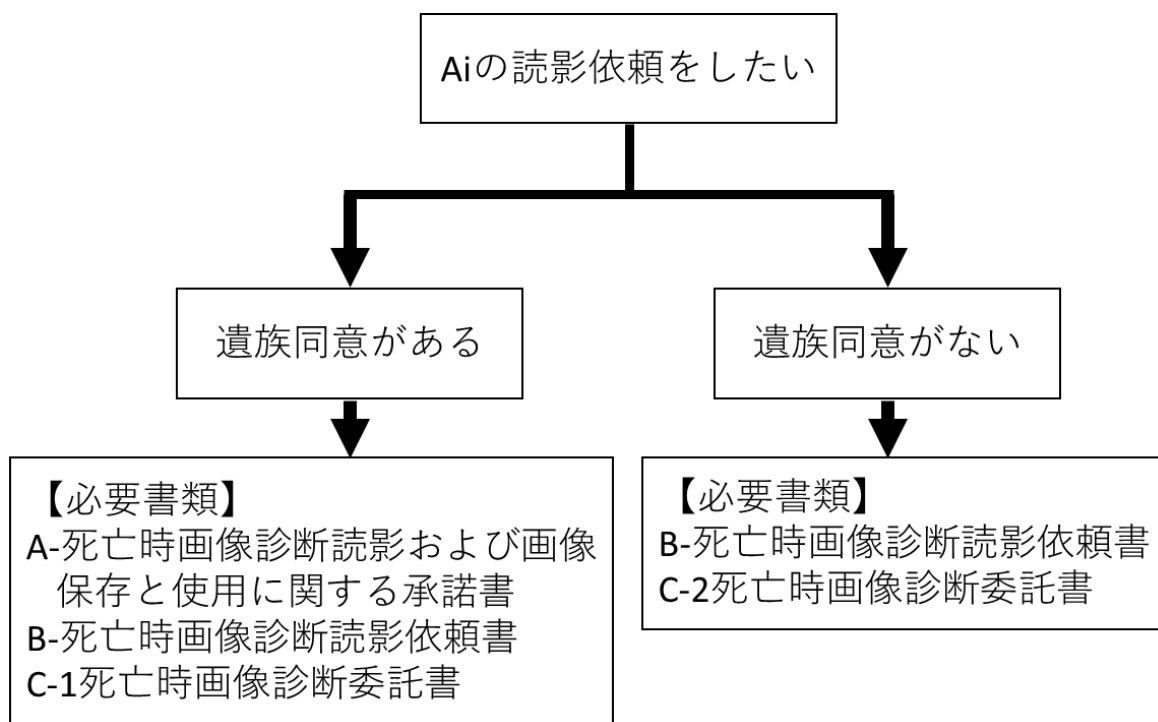 Aiの読影依頼をしたい
遺族同意がある
遺族同意がない
【必要書類】
A-死亡時画像診断読影および画像
保存と使用に関する承諾書
B-死亡時画像診断読影依頼書
C-1死亡時画像診断委託書
【必要書類】
B-死亡時画像診断読影依頼書
C-2死亡時画像診断委託書